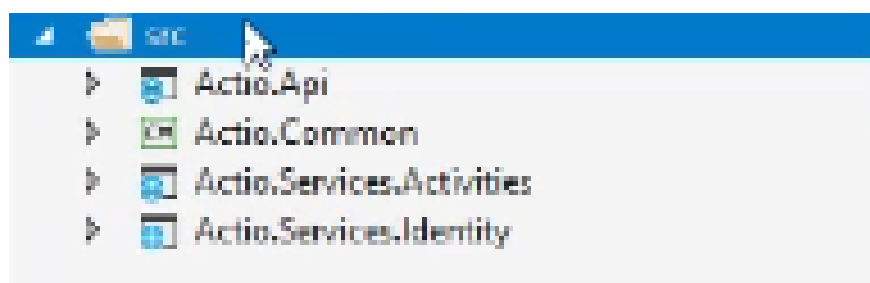 src
Actio.Api
Actio.Common
Actio.Services.Activities
Actio.Services.Identity